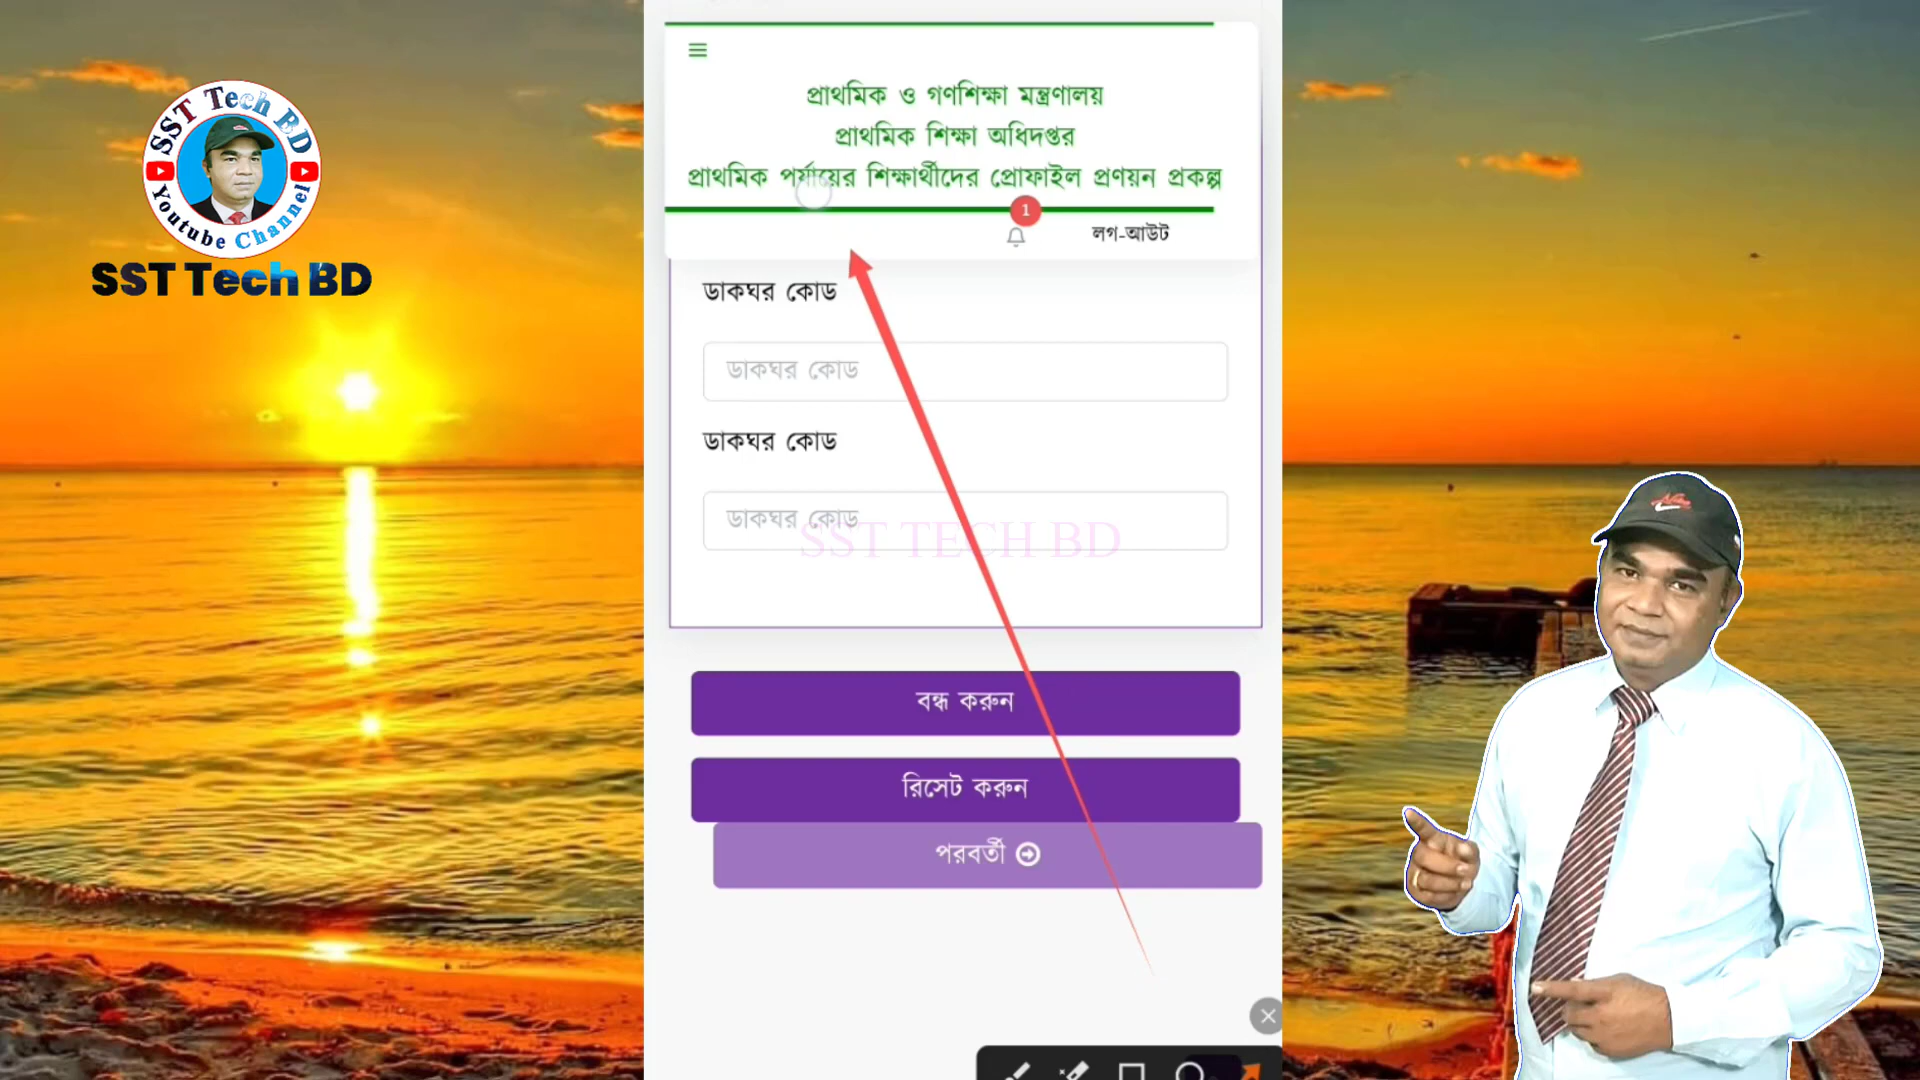 SST Tech BD
Youtube Channel
SST Tech BD
প্রাথমিক ও গণশিক্ষা মন্ত্রণালয়
প্রাথমিক শিক্ষা অধিদপ্তর
প্রাথমিক পর্যায়ের শিক্ষার্থীদের প্রোফাইল প্রণয়ন প্রকল্প
1
লগ-আউট
ডাকঘর কোড
ডাকঘর কোড
ডাকঘর কোড
ডাকঘর কোড
SST TECH BD
বন্ধ করুন
রিসেট করুন
পরবর্তী